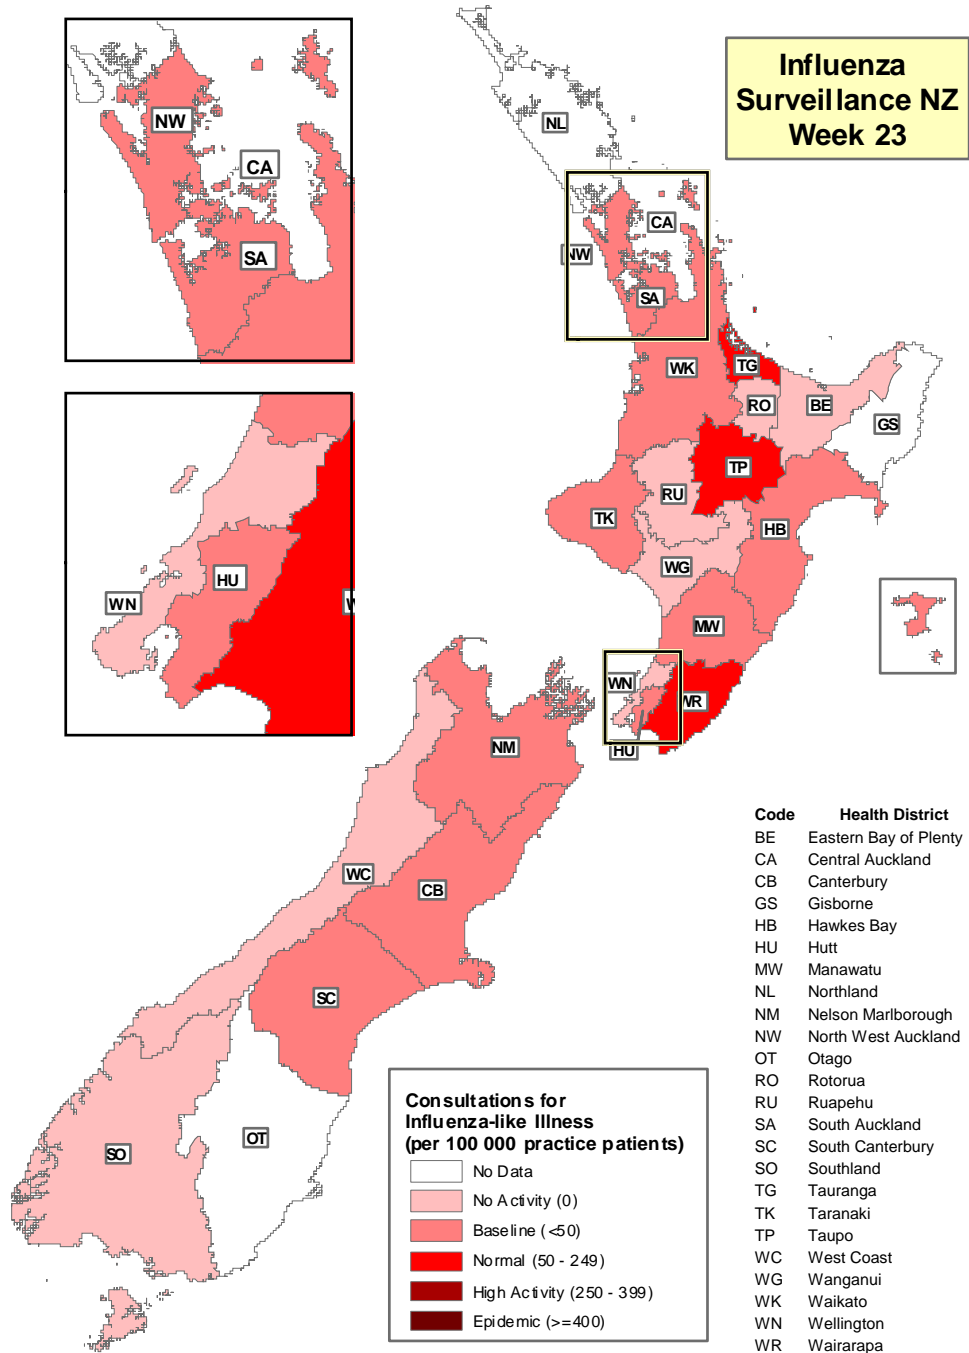 Influenza
Surveillance NZ
Week 23
NW
CA
SA
NL
CA
NW
SA
WK
TG
RO
BE
GS
TP
RU
TK
HB
WG
MW
HU
WN
W
WN
WR
HU
NM
WC
CB
SC
OT
SO
Consultations for
Influenza-like Illness
(per 100 000 practice patients)
No Data
No Activity (0)
Baseline (<50)
Normal (50 - 249)
High Activity (250 - 399)
Epidemic (>=400)
Code Health District
BE Eastern Bay of Plenty
CA Central Auckland
CB Canterbury
GS Gisborne
HB Hawkes Bay
HU Hutt
MW Manawatu
NL Northland
NM Nelson Marlborough
NW North West Auckland
OT Otago
RO Rotorua
RU Ruapehu
SA South Auckland
SC South Canterbury
SO Southland
TG Tauranga
TK Taranaki
TP Taupo
WC West Coast
WG Wanganui
WK Waikato
WN Wellington
WR Wairarapa